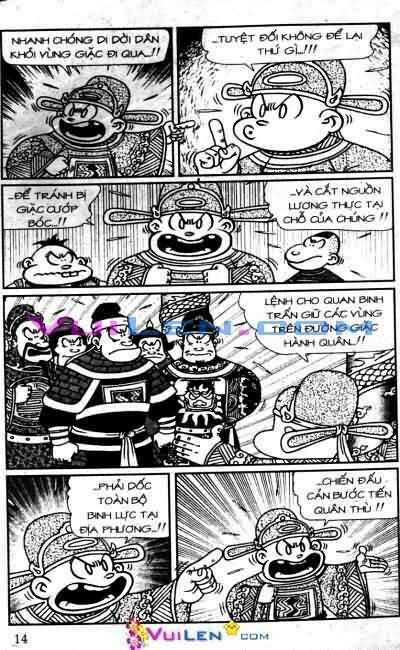 NHANH CHÓNG DI DỜI DÂN
KHỎI VÙNG GIẶC ĐI QUA..!!
..TUYỆT ĐỐI KHÔNG ĐỂ LẠI
THỨ GÌ...!!!
..ĐỂ TRÁNH BỊ
GIẶC CƯỚP
BÓC..!!
..VÀ CẮT NGUỒN
LƯƠNG THỰC TẠI
CHỖ CỦA CHÚNG !!
VuiLen.com
LỆNH CHO QUAN BINH
TRẤN GIỮ CÁC VÙNG
TRÊN ĐƯỜNG GIẶC
HÀNH QUÂN..!!
..PHẢI DỐC
TOÀN BỘ
BINH LỰC TẠI
ĐỊA PHƯƠNG...!!
..CHIẾN ĐẤU
CẢN BƯỚC TIẾN
QUÂN THÙ !!
14
VuiLen.com